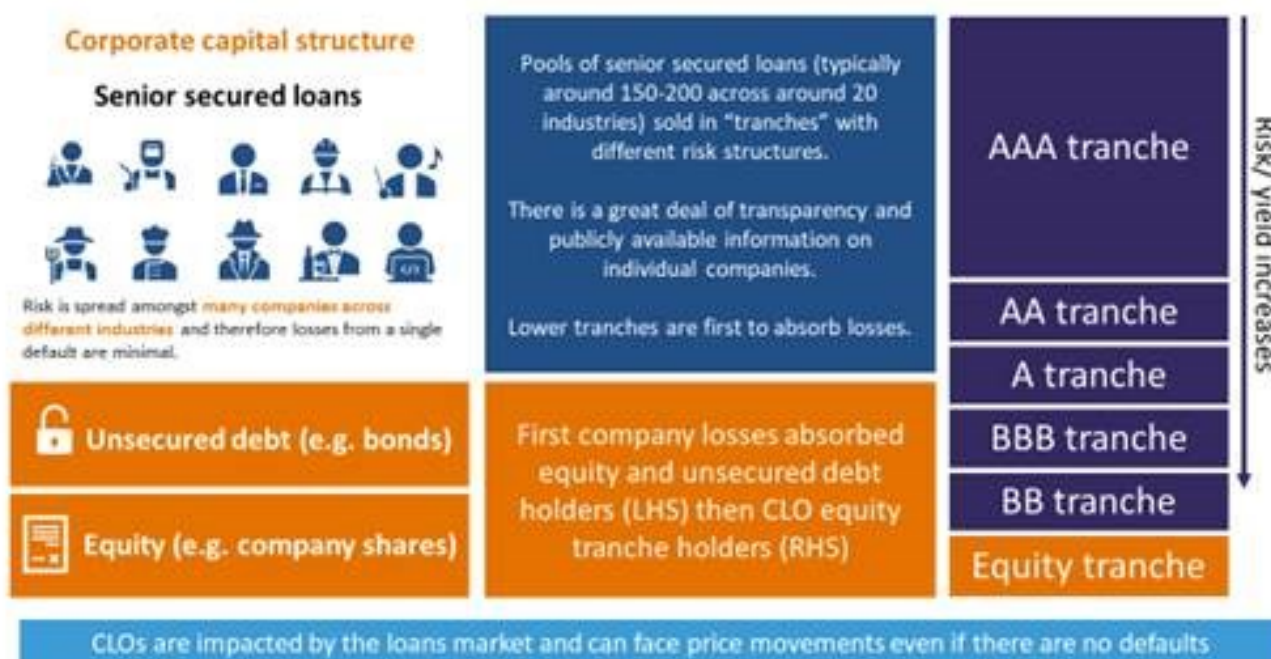 Corporate capital structure
Senior secured loans
</>
Risk is spread amongst many companies across
different industries and therefore losses from a single
default are minimal.
Unsecured debt (e.g. bonds)
Equity (e.g. company shares)
Pools of senior secured loans (typically
around 150-200 across around 20
industries) sold in “tranches” with
different risk structures.
There is a great deal of transparency and
publicly available information on
individual companies.
Lower tranches are first to absorb losses.
First company losses absorbed
equity and unsecured debt
holders (LHS) then CLO equity
tranche holders (RHS)
AAA tranche
AA tranche
A tranche
BBB tranche
BB tranche
Equity tranche
Risk/ yield increases
CLOs are impacted by the loans market and can face price movements even if there are no defaults